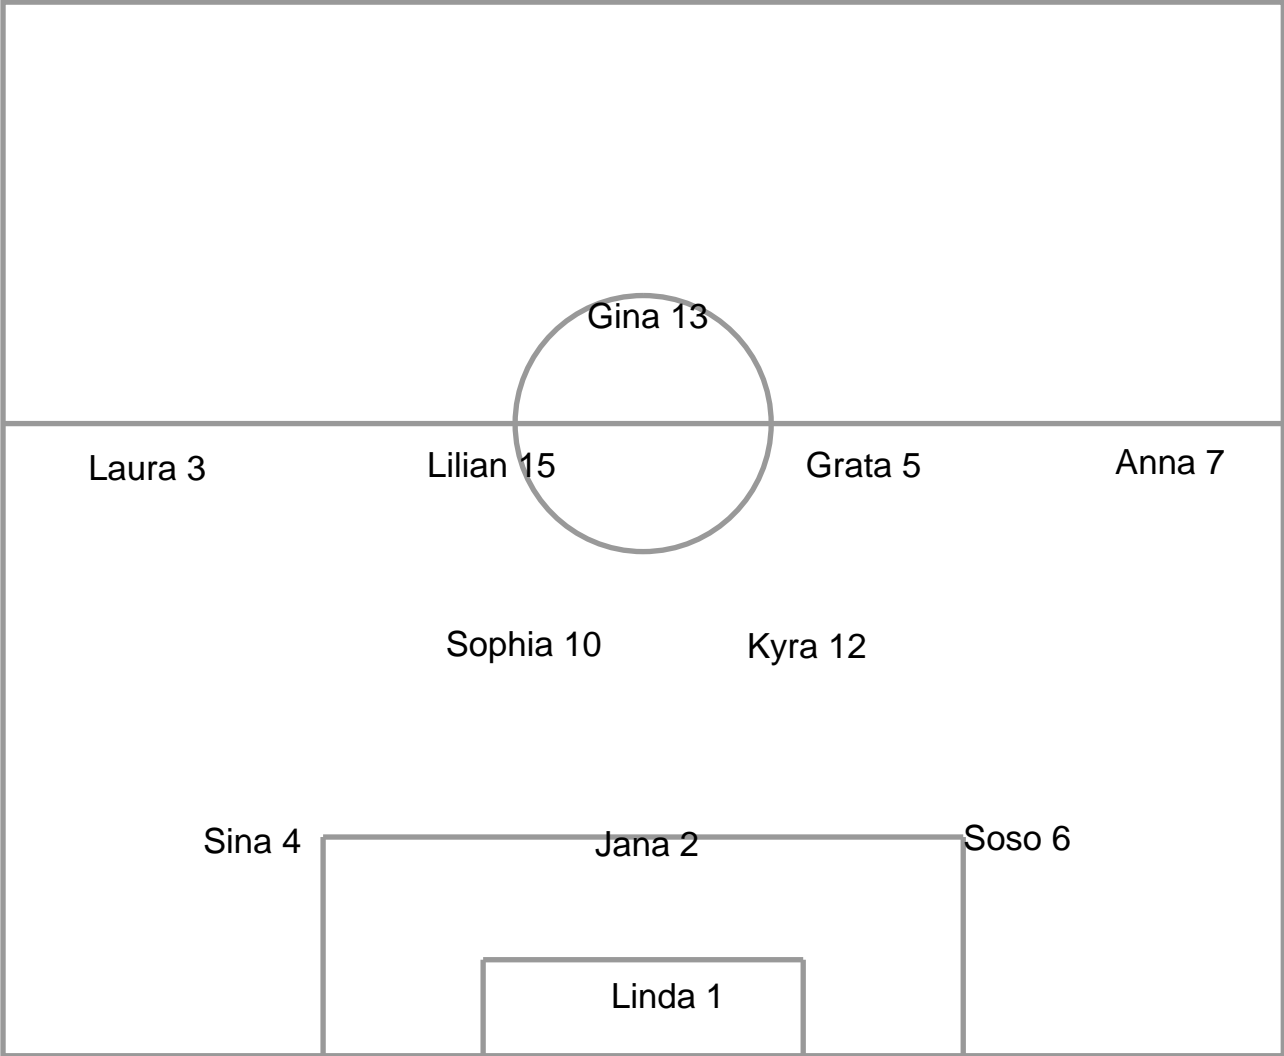 Gina 13
Laura 3
Lilian 15
Grata 5
Anna 7
Sophia 10
Kyra 12
Sina 4
Jana 2
Soso 6
Linda 1